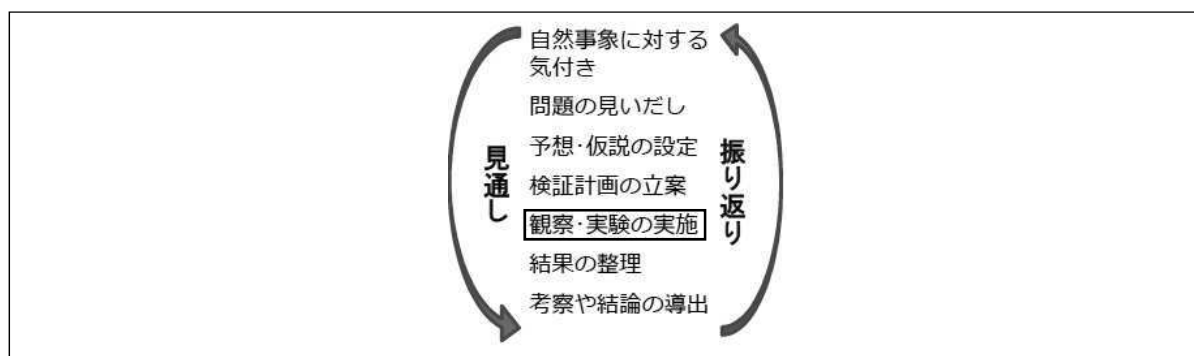 自然事象に対する
気付き
問題の見いだし
予想・仮説の設定
検証計画の立案
観察・実験の実施
結果の整理
考察や結論の導出
見通し
振り返り